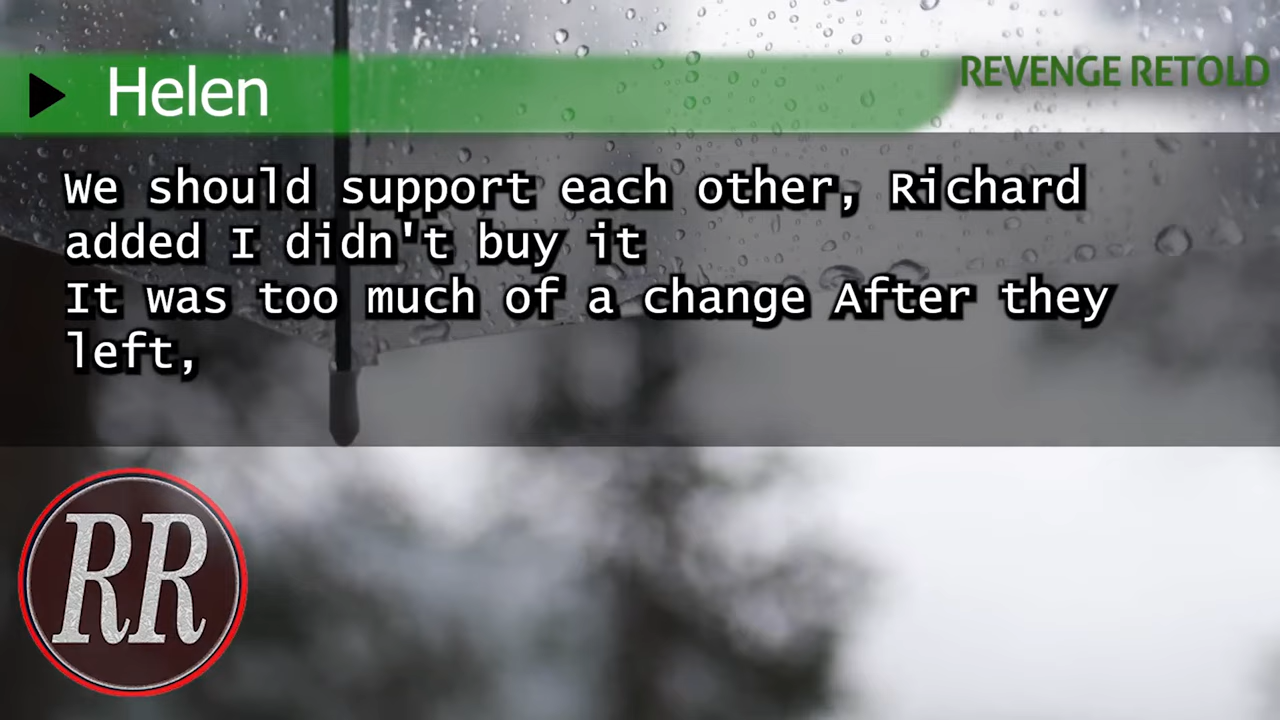 Helen
REVENGE RETOLD
We should support each other, Richard
added I didn't buy it
It was too much of a change After they
left,
RR